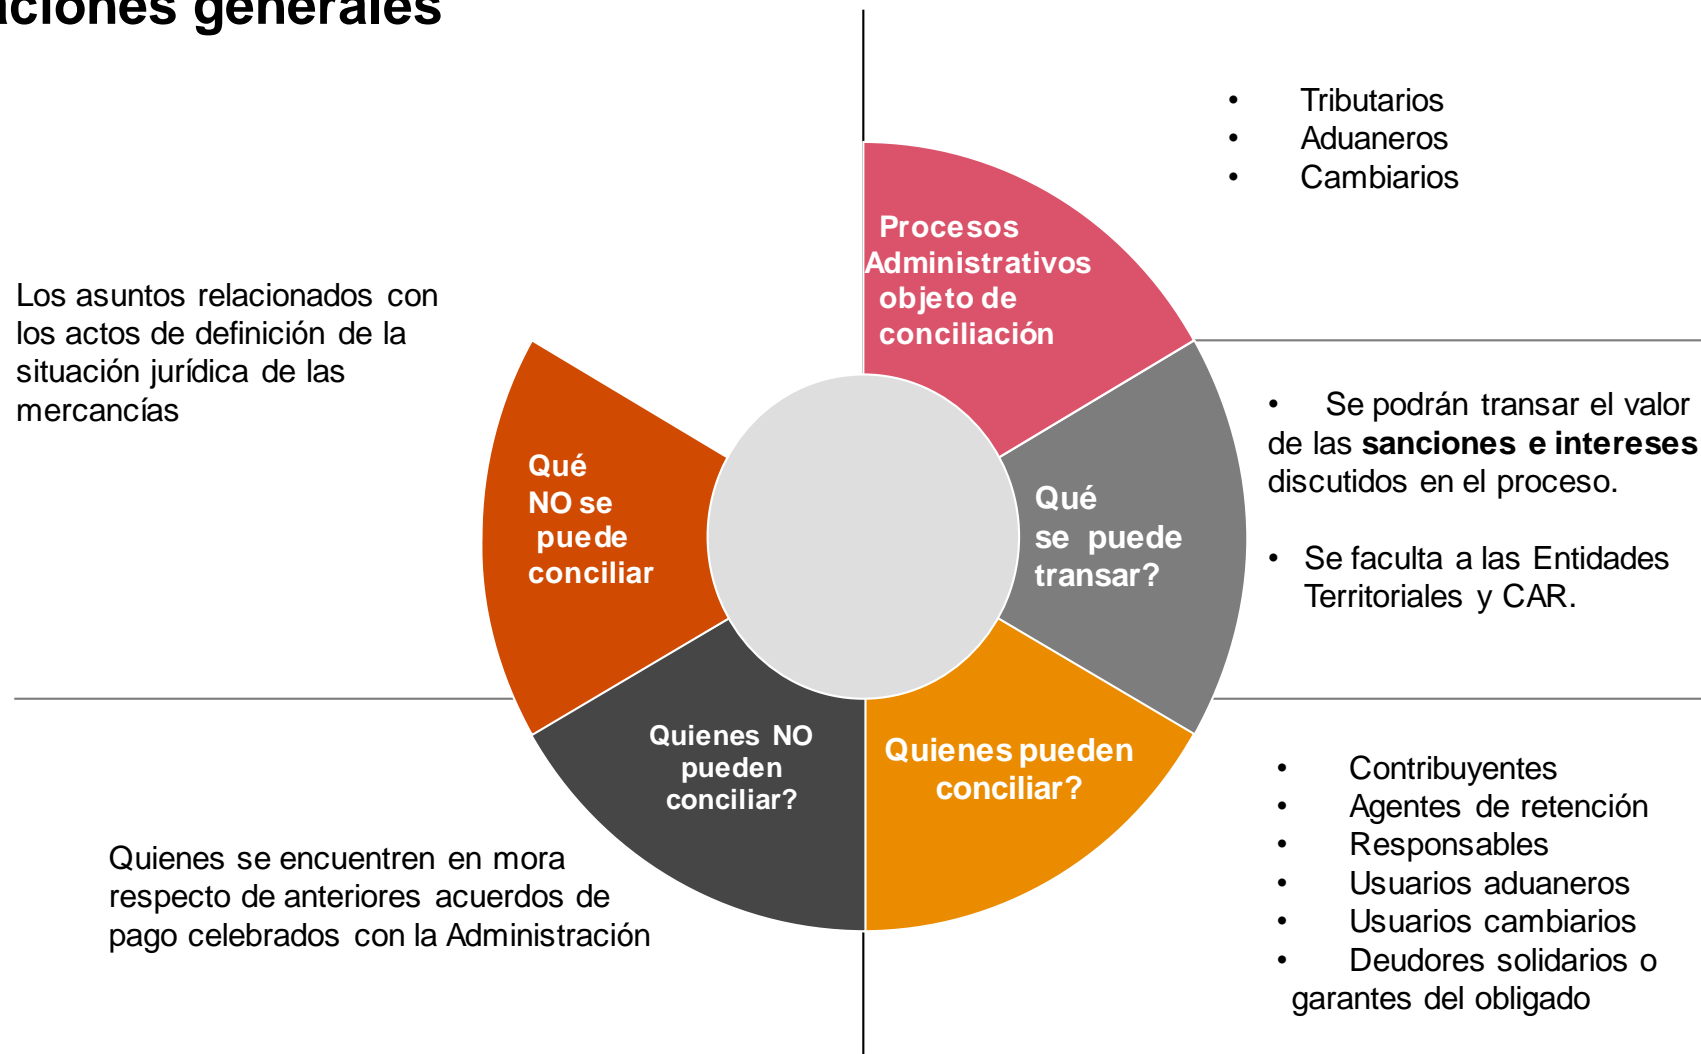 aciones generales
• Tributarios
• Aduaneros
• Cambiarios
Procesos
Administrativos
objeto de
conciliación
Los asuntos relacionados con
los actos de definición de la
situación jurídica de las
mercancías
• Se podrán transar el valor
de las sanciones e intereses
discutidos en el proceso.
• Se faculta a las Entidades
Territoriales y CAR.
Qué
NO se
puede
conciliar
Qué
se puede
transar?
Quienes NO
pueden
conciliar?
Quienes pueden
conciliar?
• Contribuyentes
• Agentes de retención
• Responsables
• Usuarios aduaneros
• Usuarios cambiarios
• Deudores solidarios o
garantes del obligado
Quienes se encuentren en mora
respecto de anteriores acuerdos de
pago celebrados con la Administración